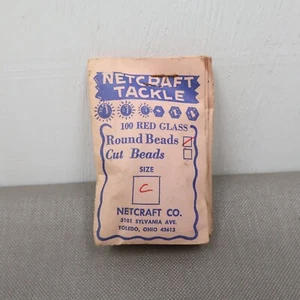 NETCRAFT
TACKLE
100 RED GLASS
Round Beads
Cut Beads
SIZE
C
NETCRAFT CO.
3101 SYLVANIA AVE.
TOLEDO, OHIO 43613